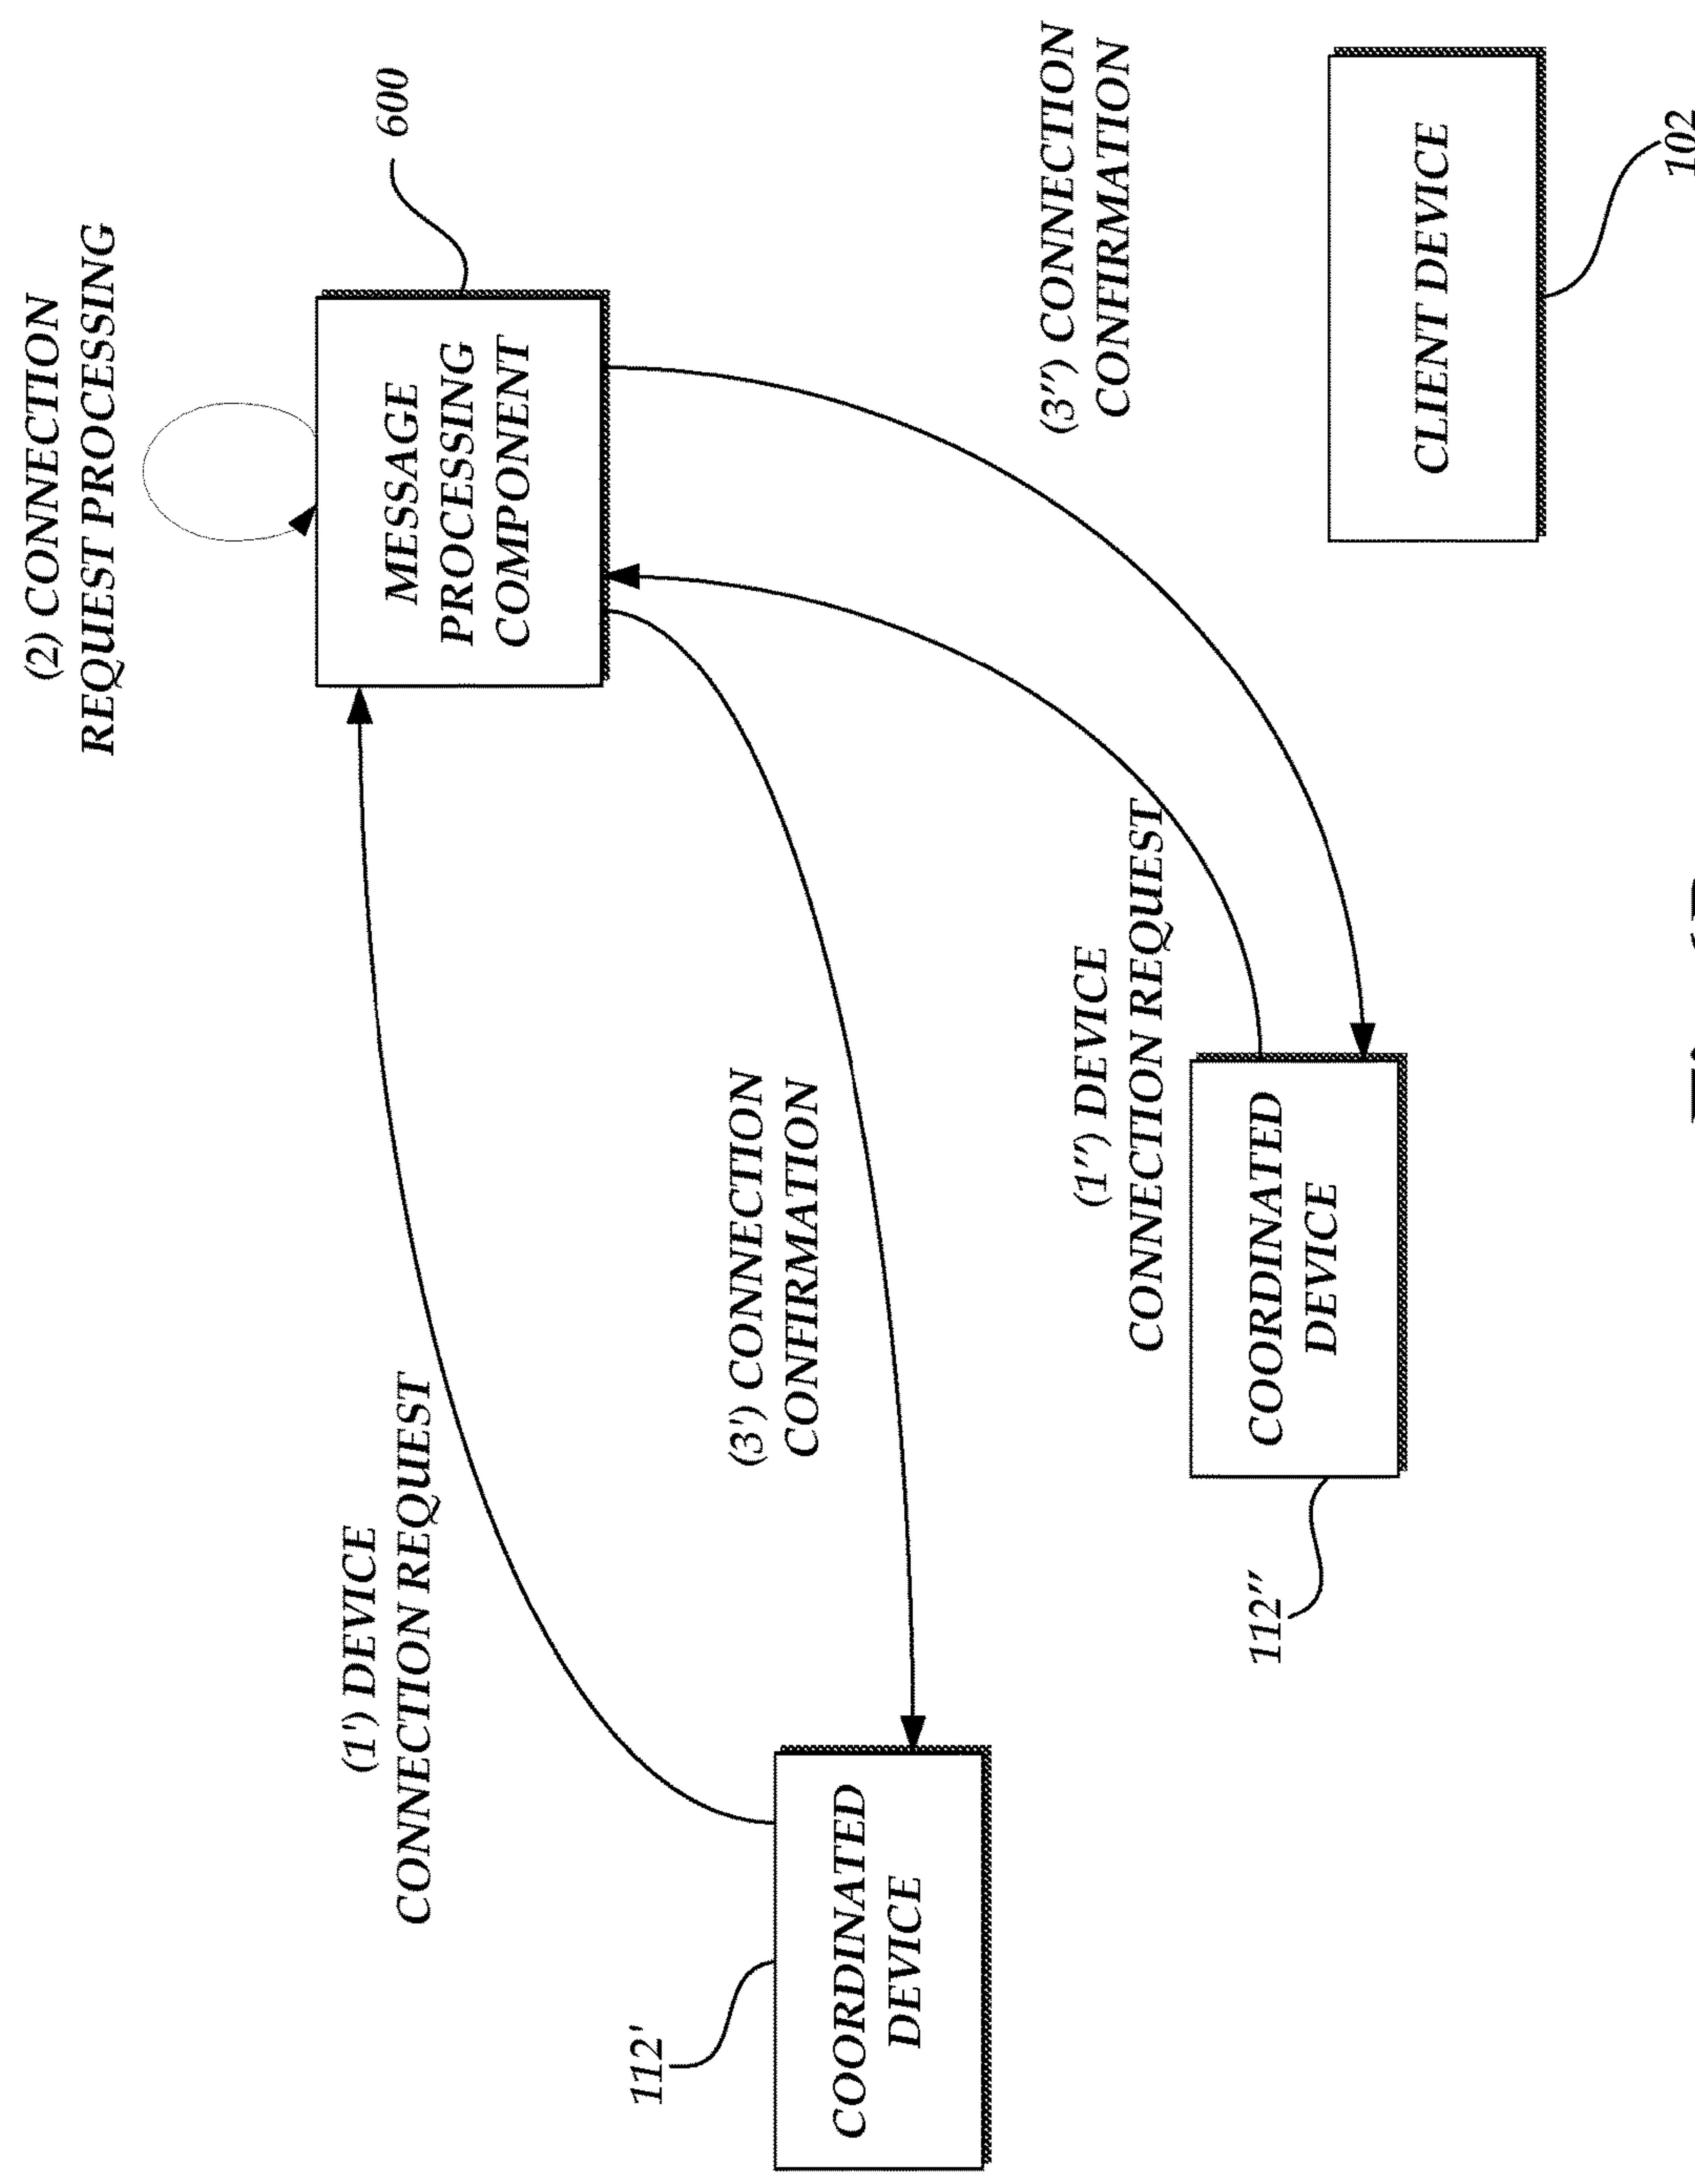 (2) CONNECTION
REQUEST PROCESSING
600
MESSAGE
PROCESSING
COMPONENT
(1') DEVICE
CONNECTION REQUEST
(3') CONNECTION
CONFIRMATION
112'
COORDINATED
DEVICE
(1'') DEVICE
CONNECTION REQUEST
(3'') CONNECTION
CONFIRMATION
COORDINATED
DEVICE
112''
CLIENT DEVICE
102